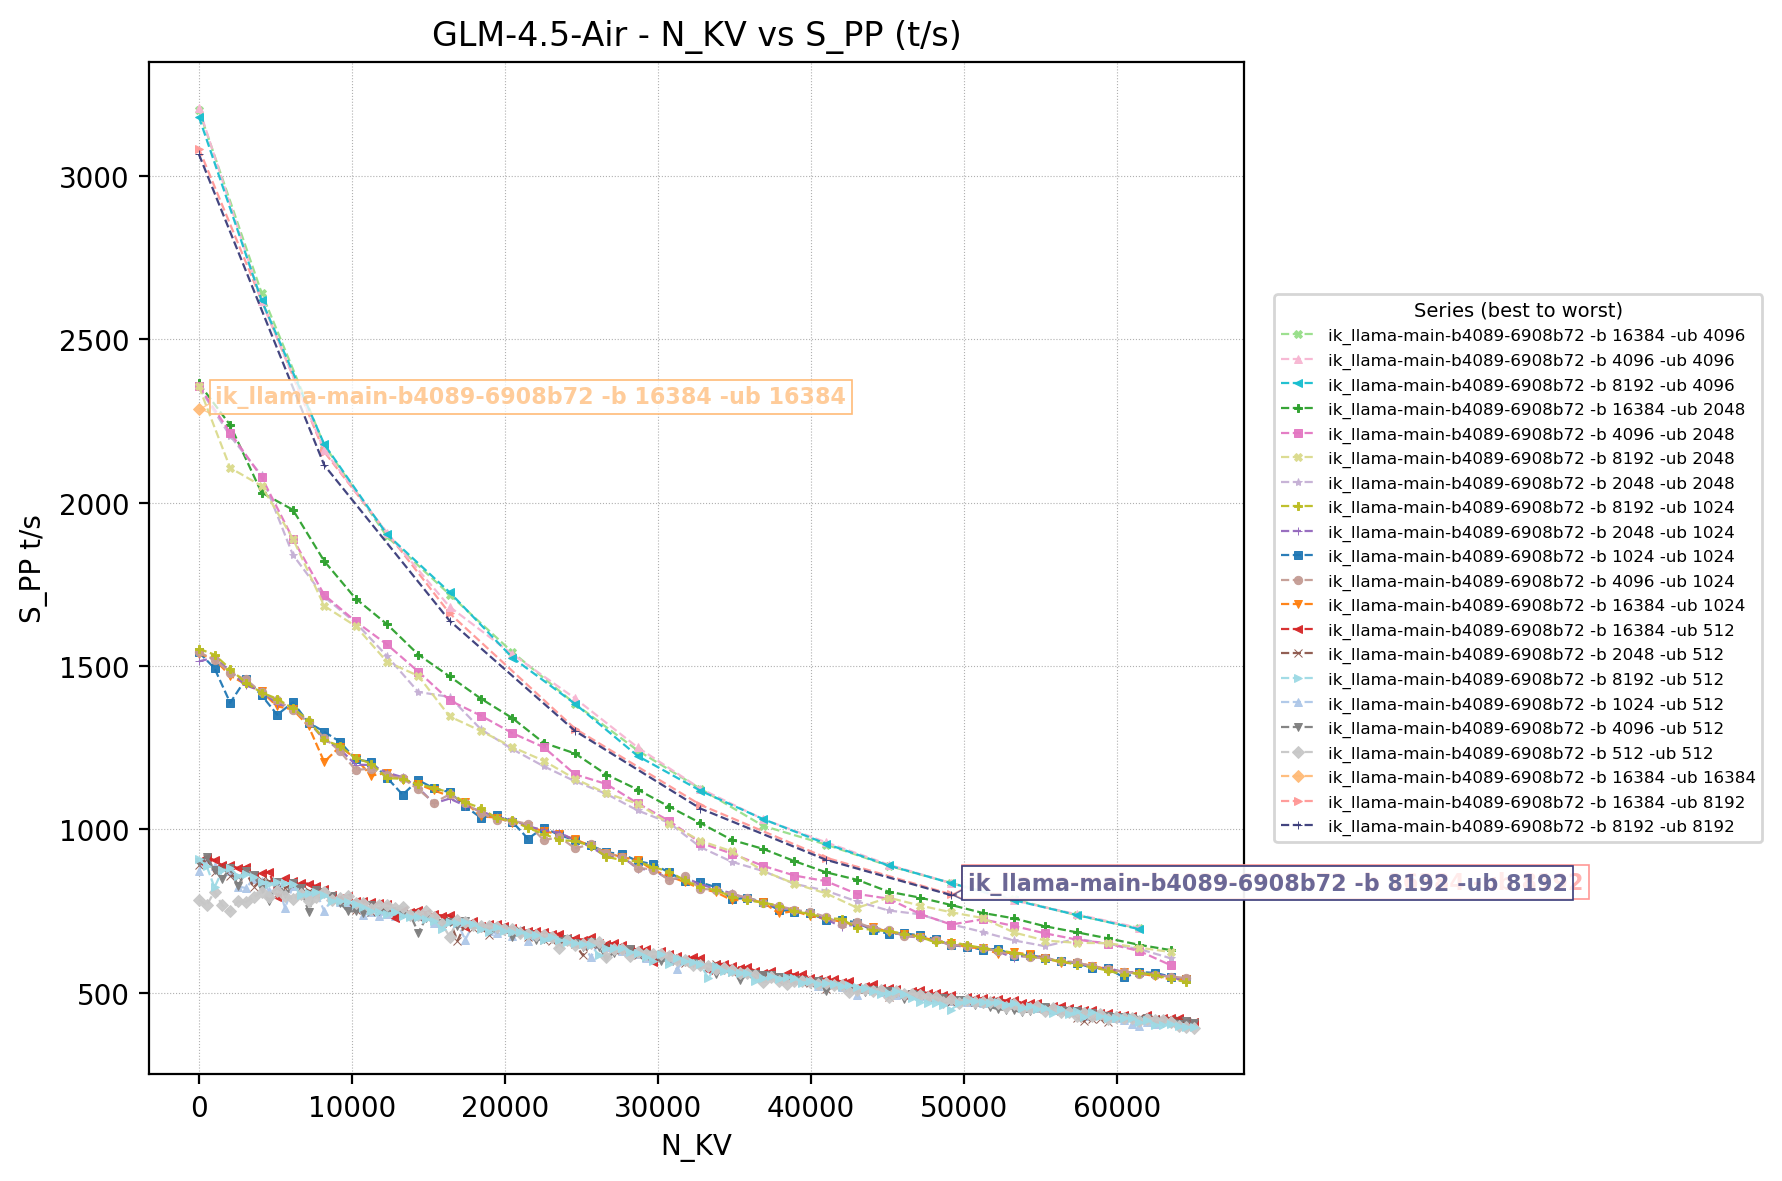 GLM-4.5-Air - N_KV vs S_PP (t/s)
S_PP t/s
3000
2500
2000
1500
1000
500
0
10000
20000
30000
40000
50000
60000
N_KV
ik_llama-main-b4089-6908b72 -b 16384 -ub 16384
ik_llama-main-b4089-6908b72 -b 8192 -ub 8192
Series (best to worst)
ik_llama-main-b4089-6908b72 -b 16384 -ub 4096
ik_llama-main-b4089-6908b72 -b 4096 -ub 4096
ik_llama-main-b4089-6908b72 -b 8192 -ub 4096
ik_llama-main-b4089-6908b72 -b 16384 -ub 2048
ik_llama-main-b4089-6908b72 -b 4096 -ub 2048
ik_llama-main-b4089-6908b72 -b 8192 -ub 2048
ik_llama-main-b4089-6908b72 -b 2048 -ub 2048
ik_llama-main-b4089-6908b72 -b 8192 -ub 1024
ik_llama-main-b4089-6908b72 -b 2048 -ub 1024
ik_llama-main-b4089-6908b72 -b 1024 -ub 1024
ik_llama-main-b4089-6908b72 -b 4096 -ub 1024
ik_llama-main-b4089-6908b72 -b 16384 -ub 1024
ik_llama-main-b4089-6908b72 -b 16384 -ub 512
ik_llama-main-b4089-6908b72 -b 2048 -ub 512
ik_llama-main-b4089-6908b72 -b 8192 -ub 512
ik_llama-main-b4089-6908b72 -b 1024 -ub 512
ik_llama-main-b4089-6908b72 -b 4096 -ub 512
ik_llama-main-b4089-6908b72 -b 512 -ub 512
ik_llama-main-b4089-6908b72 -b 16384 -ub 16384
ik_llama-main-b4089-6908b72 -b 16384 -ub 8192
ik_llama-main-b4089-6908b72 -b 8192 -ub 8192